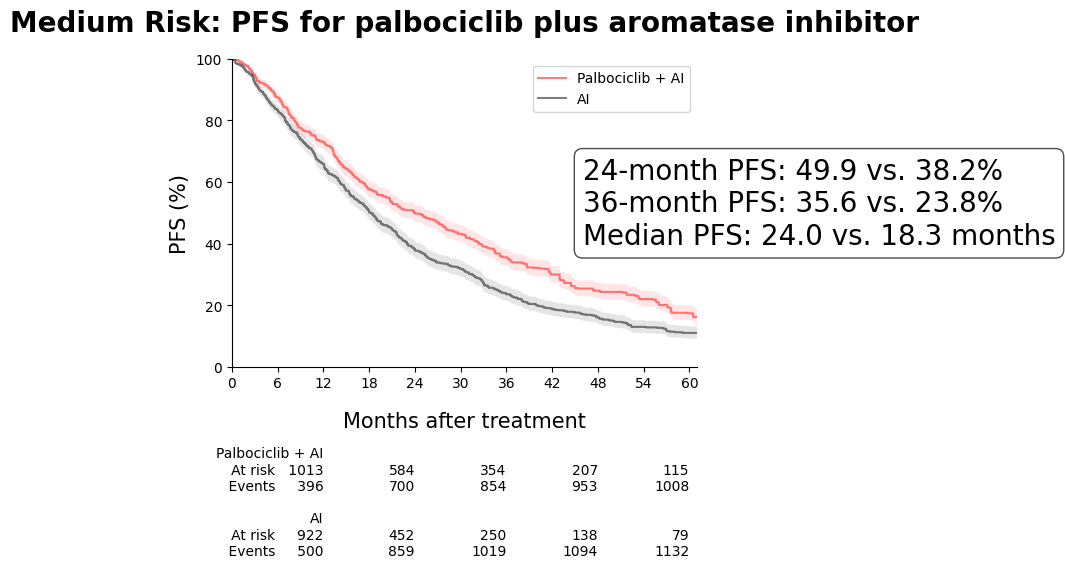 Medium Risk: PFS for palbociclib plus aromatase inhibitor
100
80
60
40
20
0
PFS (%)
Palbociclib + AI
AI
24-month PFS: 49.9 vs. 38.2%
36-month PFS: 35.6 vs. 23.8%
Median PFS: 24.0 vs. 18.3 months
0 6 12 18 24 30 36 42 48 54 60
Months after treatment
Palbociclib + AI
At risk 1013 584 354 207 115
Events 396 700 854 953 1008
AI
At risk 922 452 250 138 79
Events 500 859 1019 1094 1132